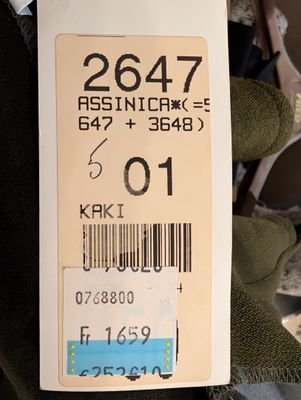 2647
ASSINICA*(=5
647 + 3648)
5
01
KAKI
0768800
Fr 1659